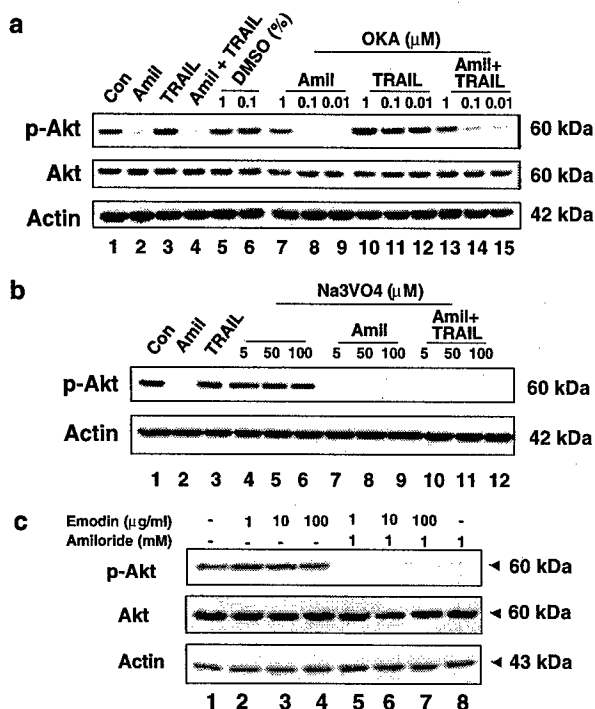 a
OKA (µM)
Con Amil TRAIL Amil + TRAIL DMSO (%) Amil TRAIL Amil+ TRAIL
1 0.1 1 0.1 0.01 1 0.1 0.01 1 0.1 0.01
p-Akt 60 kDa
Akt 60 kDa
Actin 42 kDa
1 2 3 4 5 6 7 8 9 10 11 12 13 14 15
b
Na3VO4 (µM)
Con Amil TRAIL Amil Amil+ TRAIL
5 50 100 5 50 100 5 50 100
p-Akt 60 kDa
Actin 42 kDa
1 2 3 4 5 6 7 8 9 10 11 12
c
Emodin (µg/ml) - 1 10 100 1 10 100 -
Amiloride (mM) - - - - 1 1 1 1
p-Akt 60 kDa
Akt 60 kDa
Actin 43 kDa
1 2 3 4 5 6 7 8